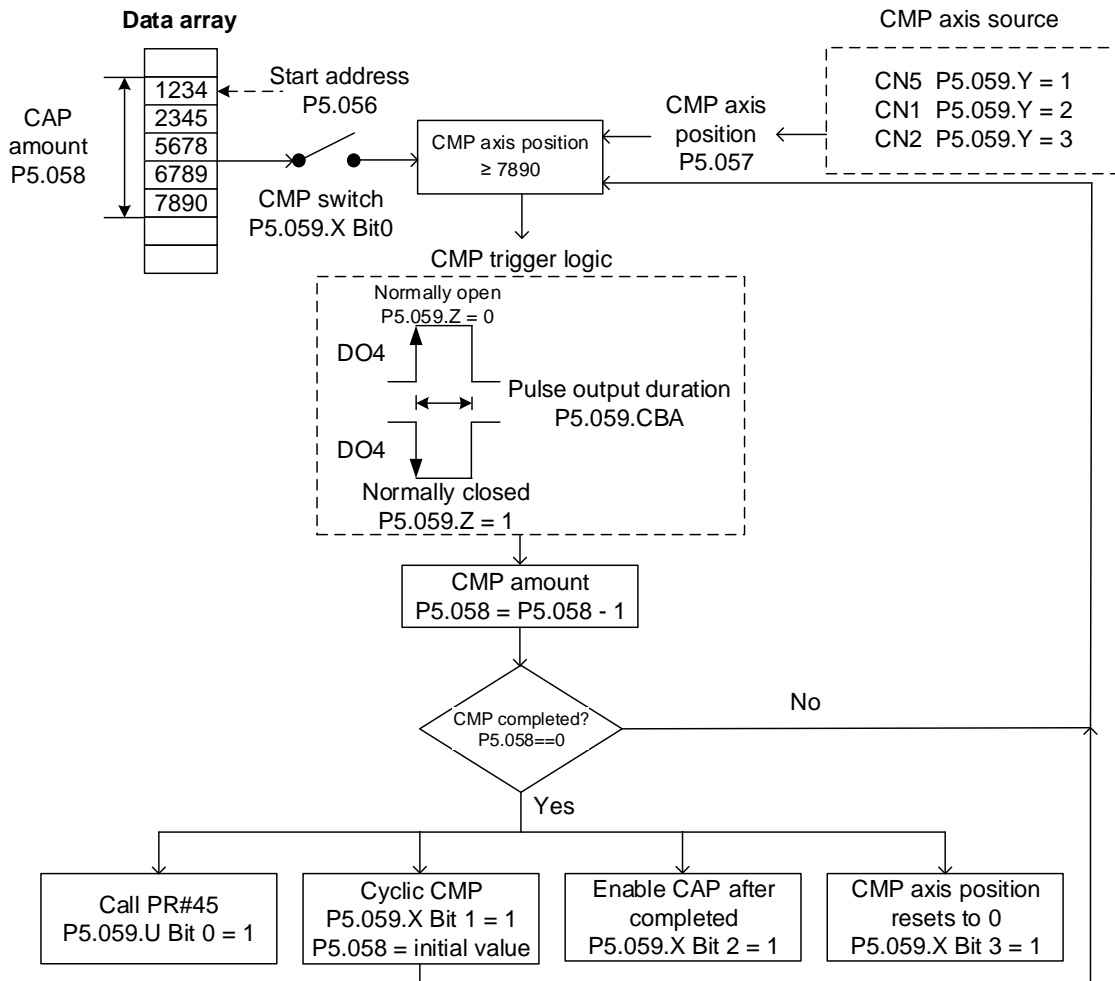 Data array
CMP axis source
1234
2345
5678
6789
7890
CAP
amount
P5.058
Start address
P5.056
CMP switch
P5.059.X Bit0
CMP axis position
≥ 7890
CMP axis
position
P5.057
CN5 P5.059.Y = 1
CN1 P5.059.Y = 2
CN2 P5.059.Y = 3
CMP trigger logic
Normally open
P5.059.Z = 0
DO4
Pulse output duration
P5.059.CBA
DO4
Normally closed
P5.059.Z = 1
CMP amount
P5.058 = P5.058 - 1
CMP completed?
P5.058==0
No
Yes
Call PR#45
P5.059.U Bit 0 = 1
Cyclic CMP
P5.059.X Bit 1 = 1
P5.058 = initial value
Enable CAP after
completed
P5.059.X Bit 2 = 1
CMP axis position
resets to 0
P5.059.X Bit 3 = 1